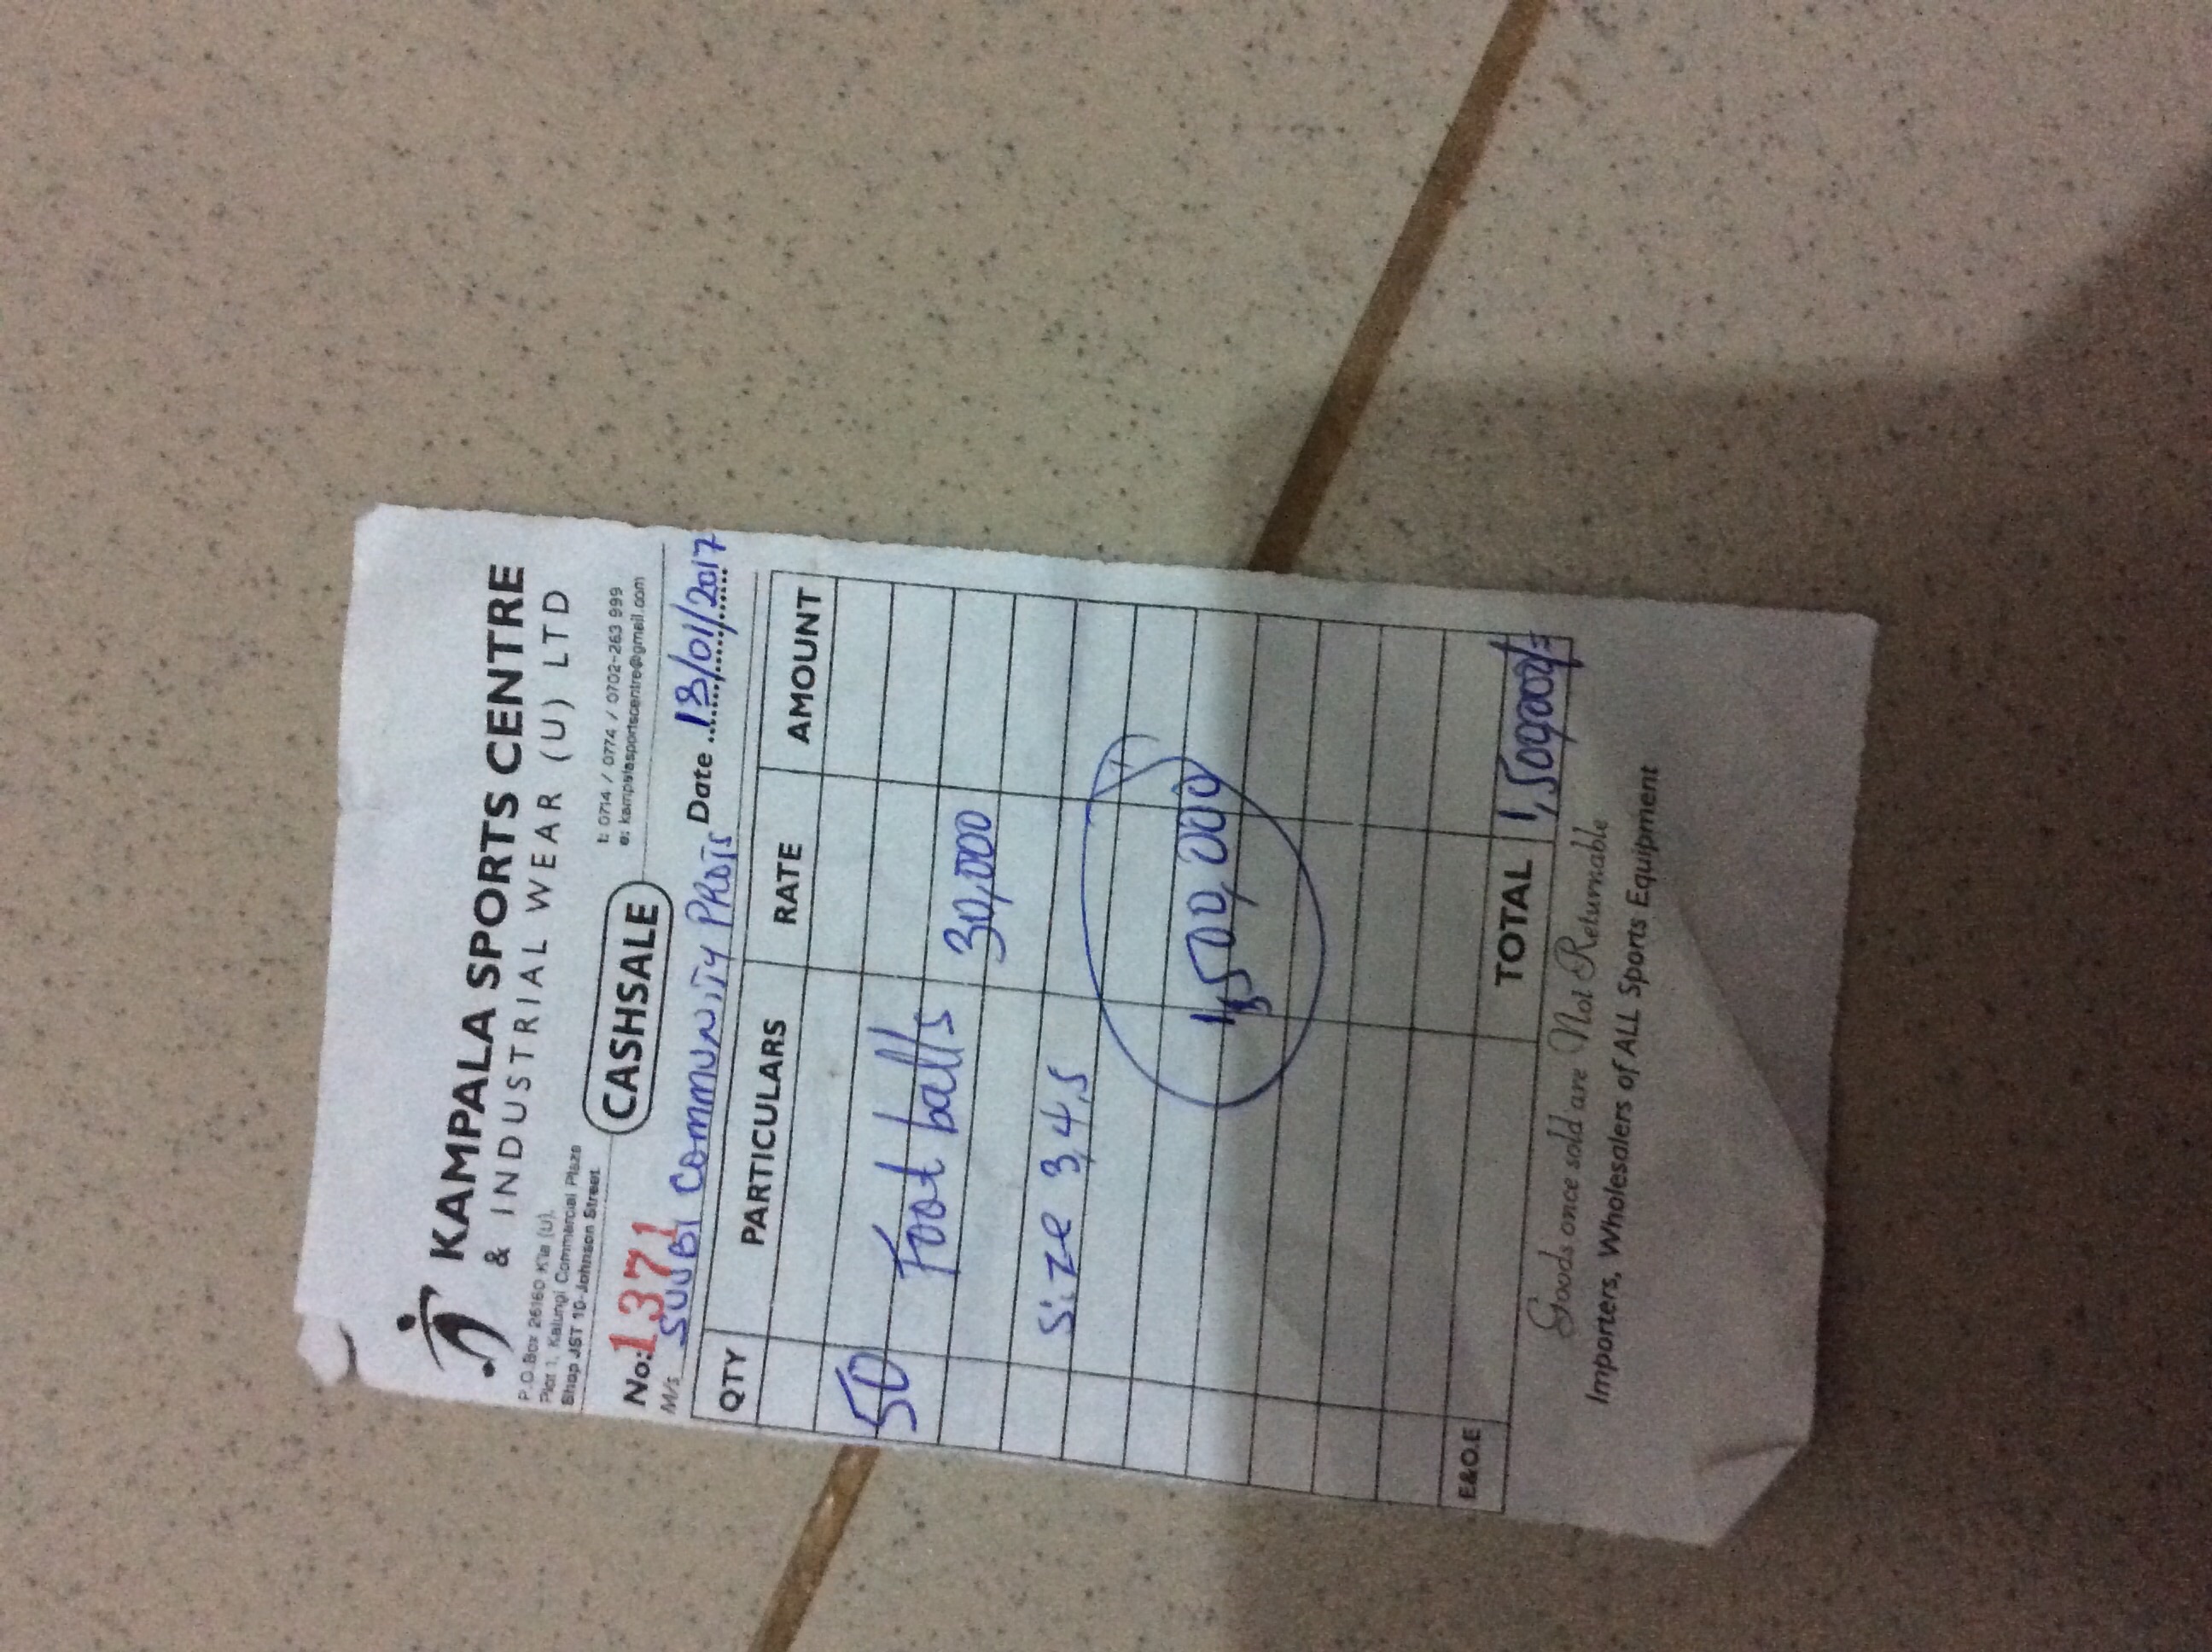 KAMPALA SPORTS CENTRE
& INDUSTRIAL WEAR (U) LTD
P.O.Box 26160 K'la (U).
Plot 1, Kalungi Commercial Plaza
Shop JST 10-Johnson Street
t: 0714 / 0774 / 0702-263 999
e: kampalasportscentre@gmail.com
CASHSALE
No: 1371
M/s SUUBI COMMUNITY Date 18/01/2017
QTY PARTICULARS RATE AMOUNT
50 Foot balls 30,000
Size 3,4,5
1,500,000
E&O.E TOTAL 1,500,000/=
Goods once sold are Not Returnable
Importers, Wholesalers of ALL Sports Equipment